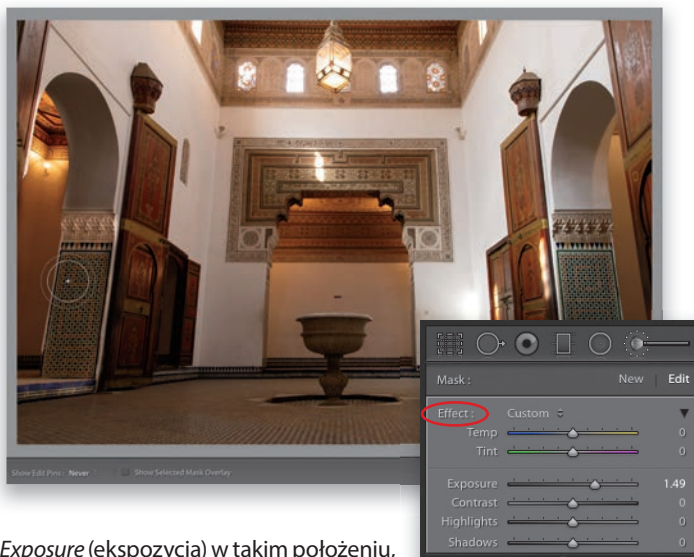 Show Edit Pins : Never
Show Selected Mask Overlay
Mask :
New
Edit
Effect :
Custom
Temp
0
Tint
0
Exposure
1.49
Contrast
0
Highlights
0
Shadows
0
Exposure (ekspozycja) w takim położeniu,